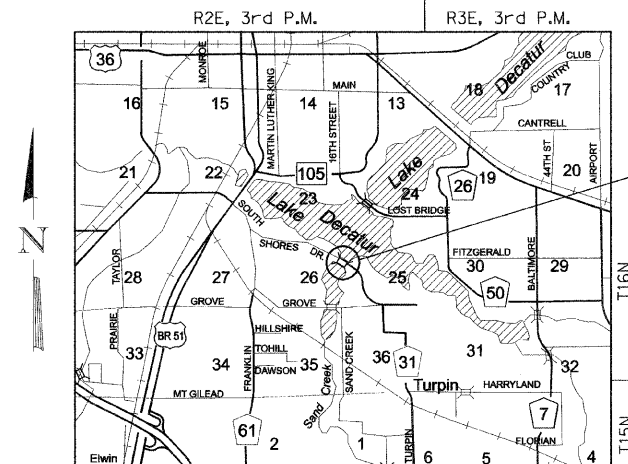 R2E, 3rd P.M.
R3E, 3rd P.M.
36
MONROE
MARTIN LUTHER KING
16TH STREET
MAIN
Lake
Decatur
18
COUNTRY
CLUB
17
16
15
14
13
CANTRELL
44TH ST
AIRPORT
105
21
22
23
24
26
19
20
Lake
Decatur
LOST BRIDGE
SOUTH
SHORES
DR
FITZGERALD
BALTIMORE
TAYLOR
28
27
26
25
30
29
50
T16N
N
GROVE
GROVE
PRAIRIE
BR 51
HILLSHIRE
TOHILL
DAWSON
FRANKLIN
33
34
35
SAND CREEK
36
31
31
32
Turpin
HARRYLAND
MT GILEAD
Sand Creek
61
7
TURPIN
FLORIAN
T15N
Elwin
2
1
6
5
4